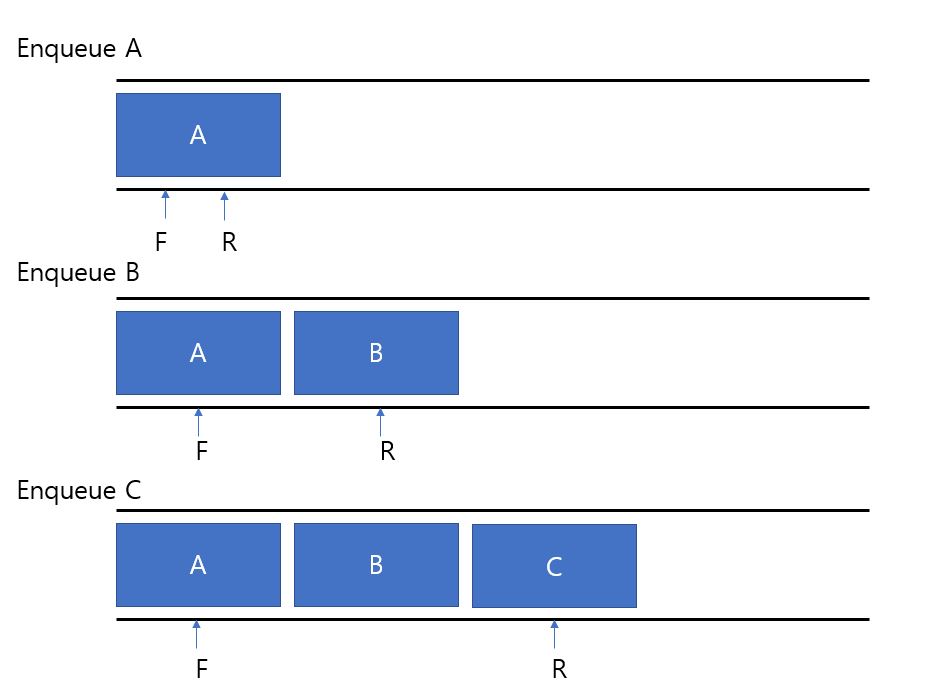 Enqueue A
A
F R
Enqueue B
A B
F R
Enqueue C
A B C
F R